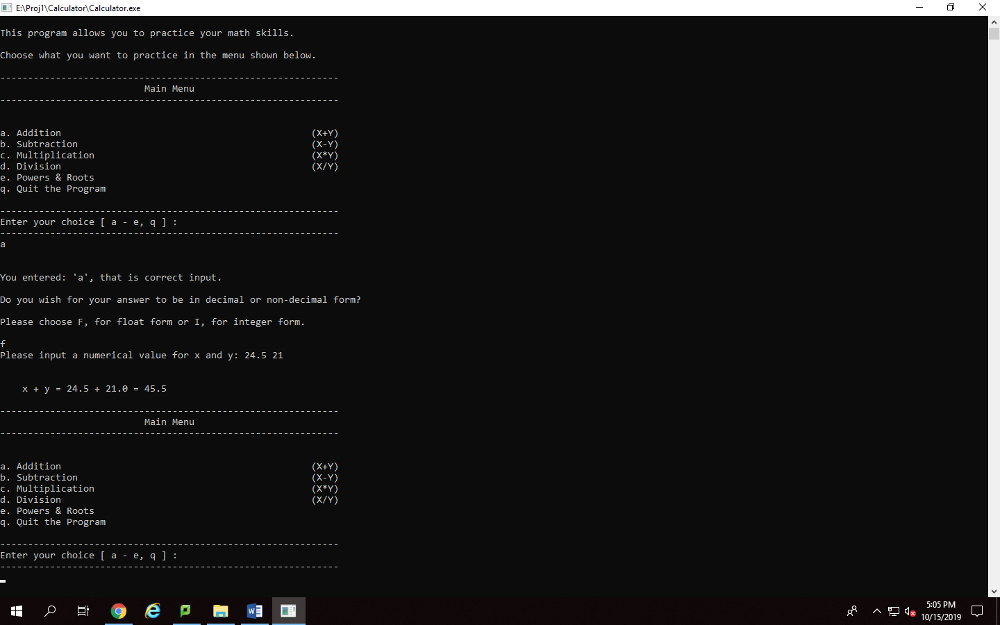 E:\Proj1\Calculator\Calculator.exe
This program allows you to practice your math skills.
Choose what you want to practice in the menu shown below.
-------------------------------------------------------------
Main Menu
-------------------------------------------------------------
a. Addition (X+Y)
b. Subtraction (X-Y)
c. Multiplication (X*Y)
d. Division (X/Y)
e. Powers & Roots
q. Quit the Program
-------------------------------------------------------------
Enter your choice [ a - e, q ] :
-------------------------------------------------------------
a
You entered: 'a', that is correct input.
Do you wish for your answer to be in decimal or non-decimal form?
Please choose F, for float form or I, for integer form.
f
Please input a numerical value for x and y: 24.5 21
x + y = 24.5 + 21.0 = 45.5
-------------------------------------------------------------
Main Menu
-------------------------------------------------------------
a. Addition (X+Y)
b. Subtraction (X-Y)
c. Multiplication (X*Y)
d. Division (X/Y)
e. Powers & Roots
q. Quit the Program
-------------------------------------------------------------
Enter your choice [ a - e, q ] :
-------------------------------------------------------------
5:05 PM
10/15/2019